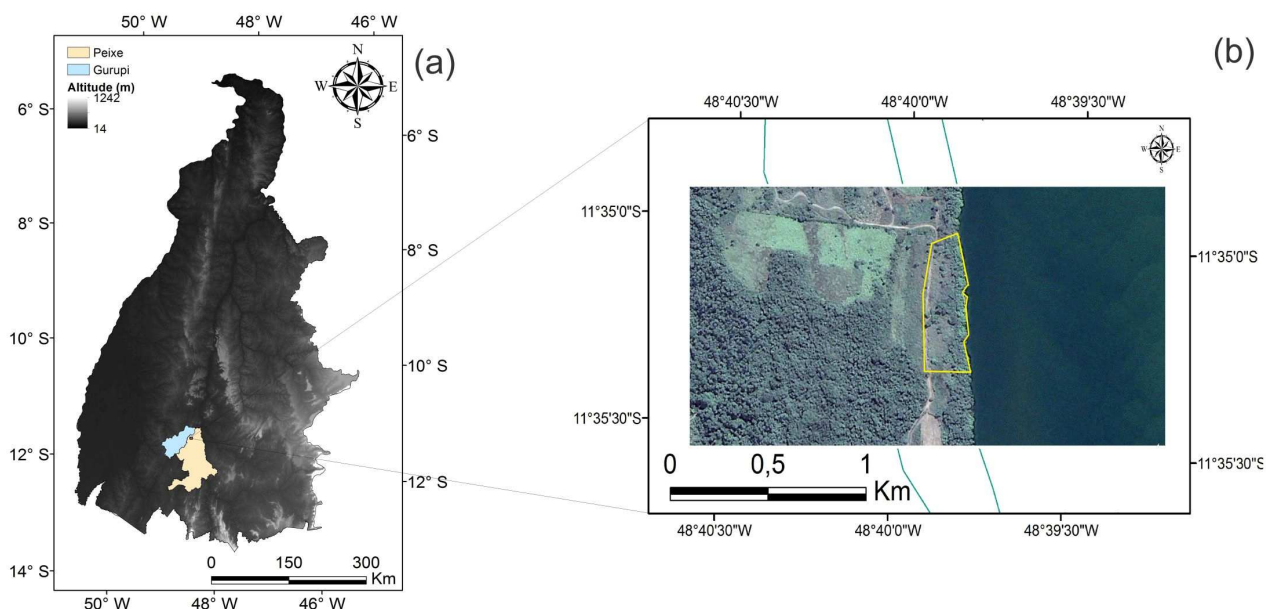 50° W 48° W 46° W
(a)
Peixe
Gurupi
Altitude (m)
1242
14
N
W E
S
6° S
8° S
10° S
12° S
14° S
6° S
8° S
10° S
12° S
14° S
0 150 300
Km
50° W 48° W 46° W
(b)
48°40'30"W 48°40'0"W 48°39'30"W
N
W E
S
11°35'0"S
11°35'30"S
11°35'0"S
11°35'30"S
0 0,5 1
Km
48°40'30"W 48°40'0"W 48°39'30"W